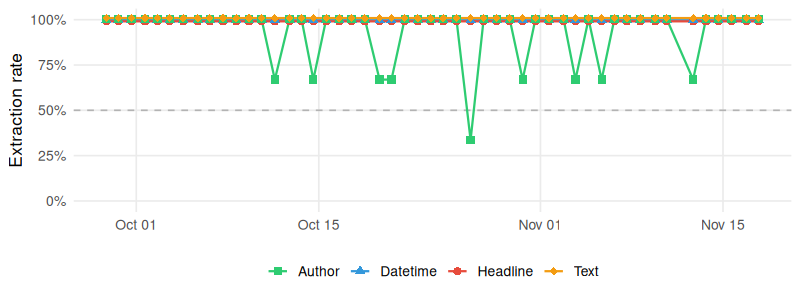 Extraction rate
100%
75%
50%
25%
0%
Oct 01 Oct 15 Nov 01 Nov 15
Author Datetime Headline Text